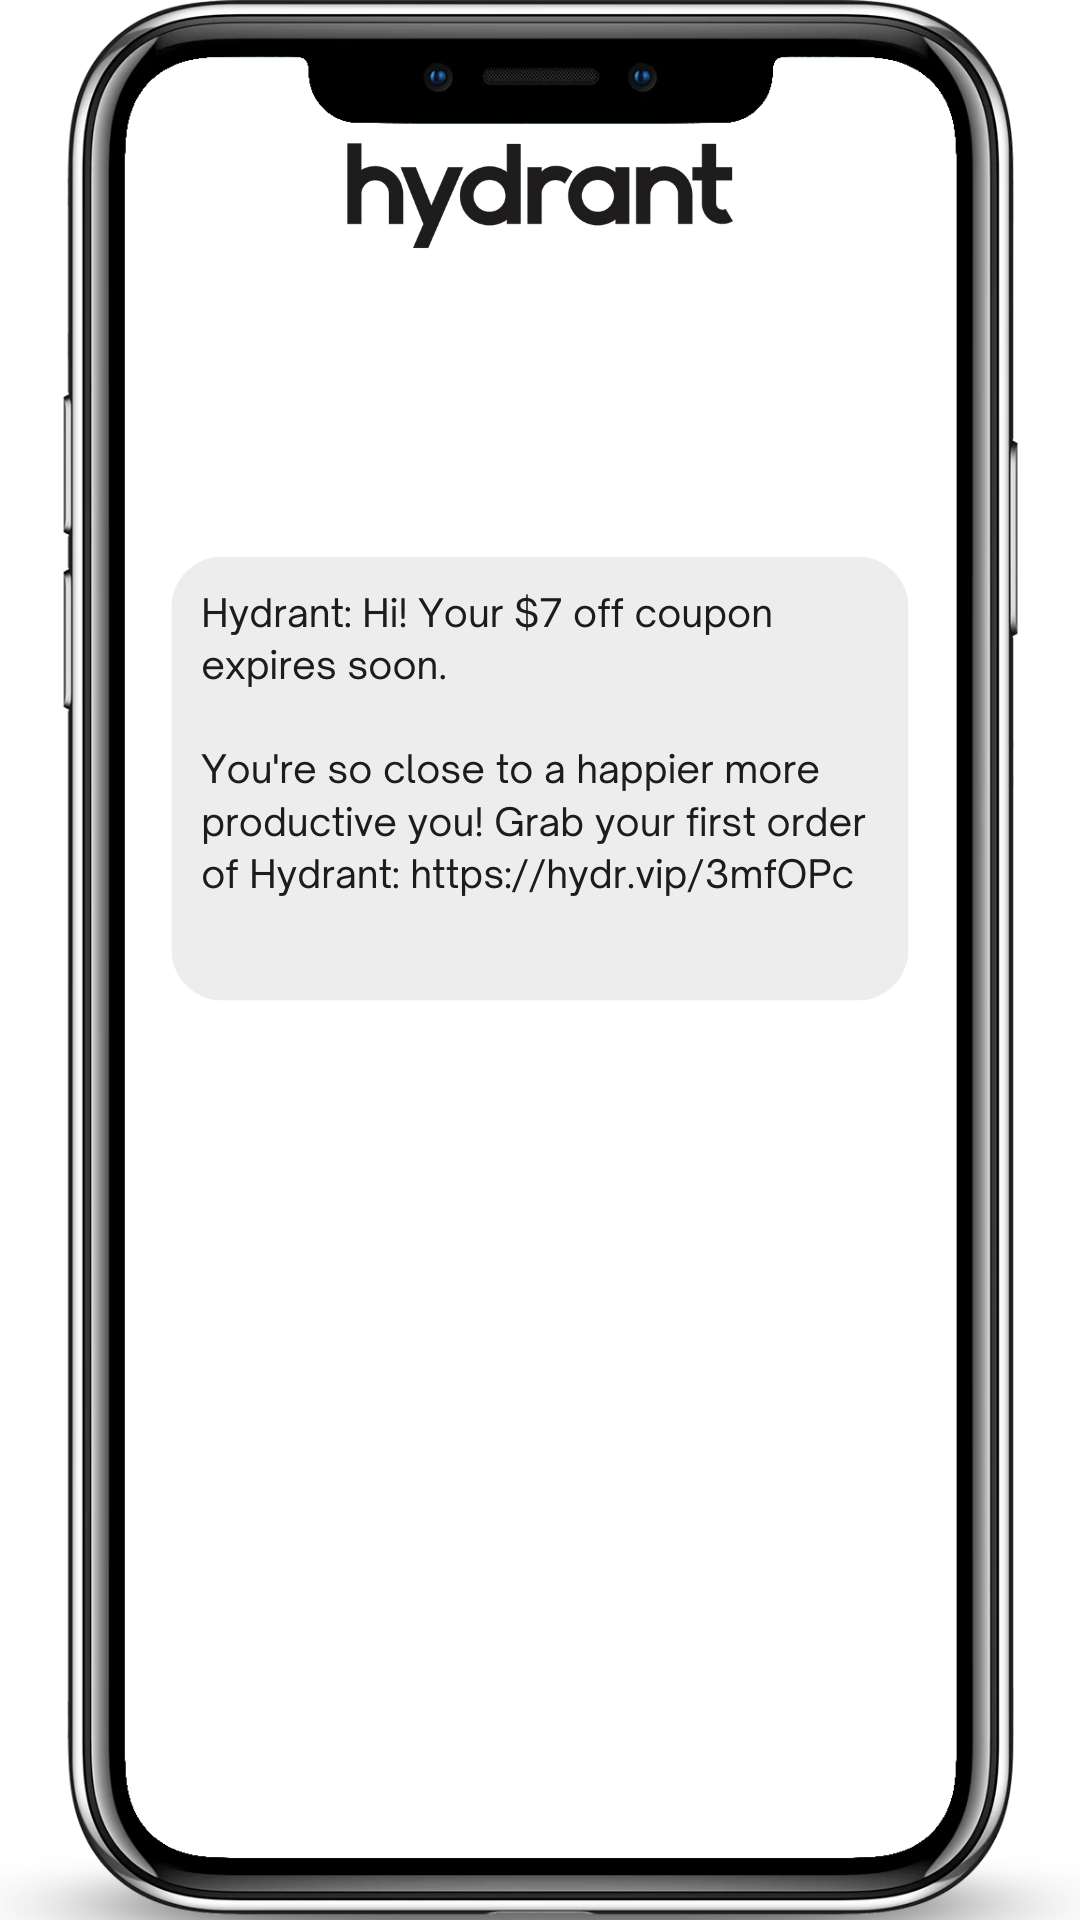 hydrant
Hydrant: Hi! Your $7 off coupon
expires soon.
You're so close to a happier more
productive you! Grab your first order
of Hydrant: https://hydr.vip/3mfOPc